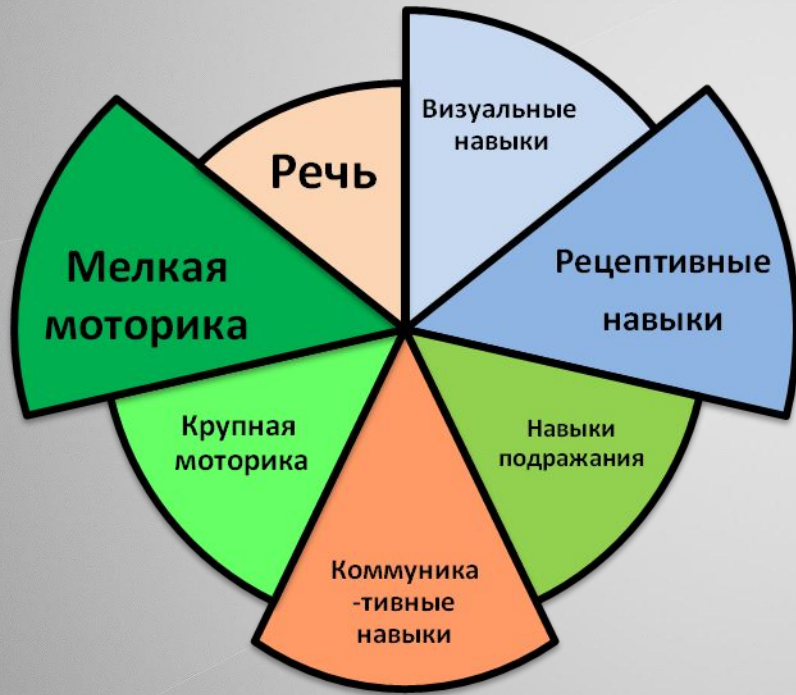 Визуальные
навыки
Речь
Рецептивные
навыки
Мелкая
моторика
Крупная
моторика
Навыки
подражания
Коммуника
-тивные
навыки